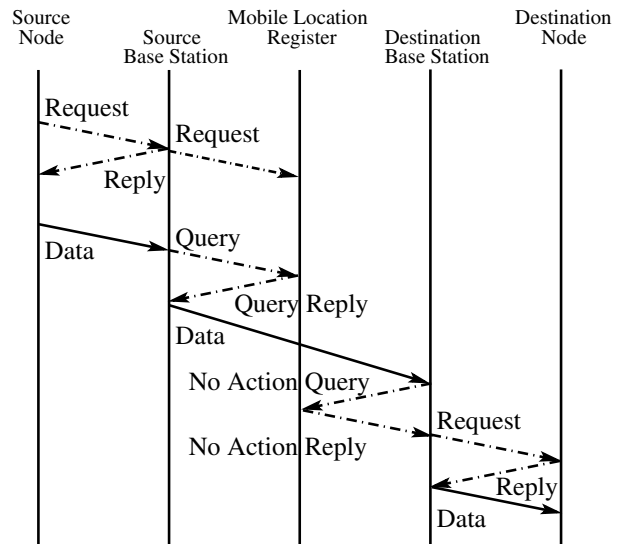 Source
Node
Source
Base Station
Mobile Location
Register
Destination
Base Station
Destination
Node
Request
Request
Reply
Data
Query
Query Reply
Data
No Action Query
Request
No Action Reply
Reply
Data